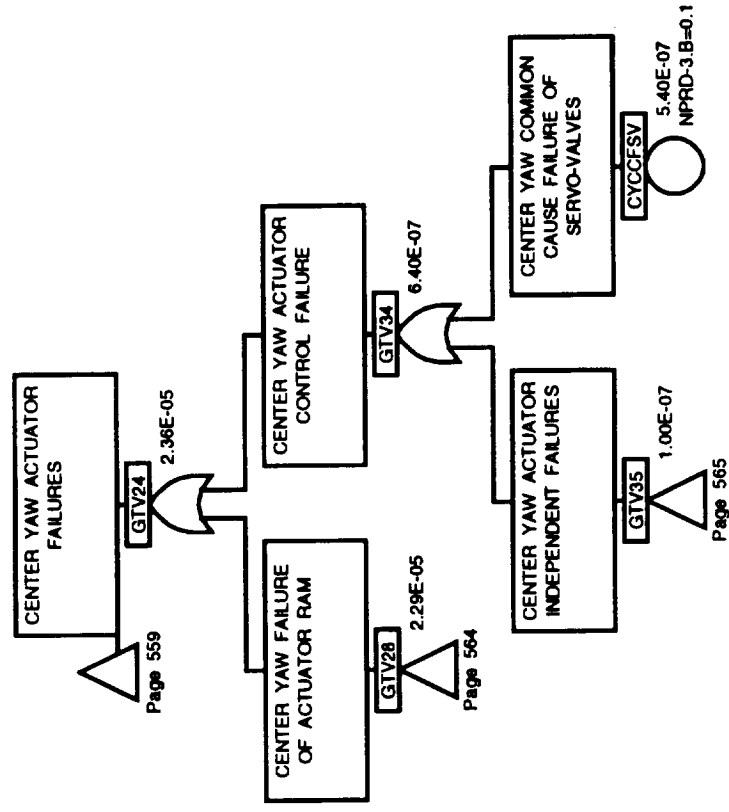 CENTER YAW ACTUATOR
FAILURES
GTV24
2.36E-05
Page 559
CENTER YAW FAILURE
OF ACTUATOR RAM
GTV28
2.29E-05
Page 564
CENTER YAW ACTUATOR
CONTROL FAILURE
GTV34
6.40E-07
CENTER YAW ACTUATOR
INDEPENDENT FAILURES
GTV35
1.00E-07
Page 565
CENTER YAW COMMON
CAUSE FAILURE OF
SERVO-VALVES
CYCCFSV
5.40E-07
NPRD-3.B=0.1